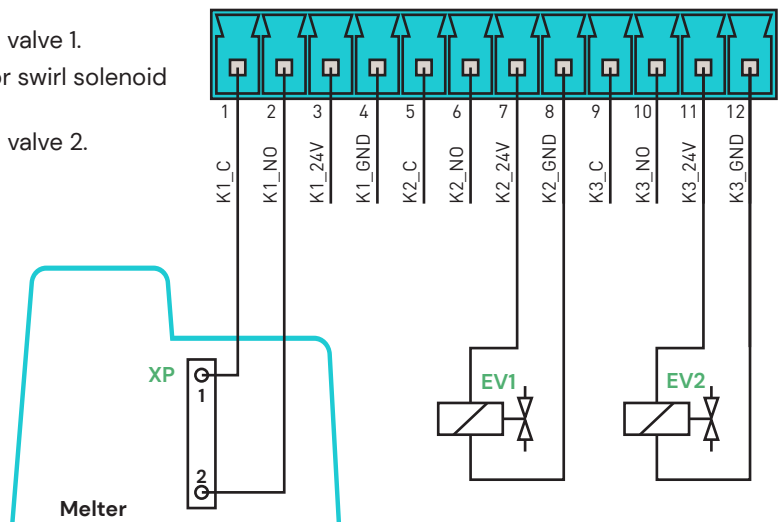 valve 1.
or swirl solenoid
valve 2.
1 2 3 4 5 6 7 8 9 10 11 12
K1_C K1_NO K1_24V K1_GND K2_C K2_NO K2_24V K2_GND K3_C K3_NO K3_24V K3_GND
XP
1
2
EV1
EV2
Melter